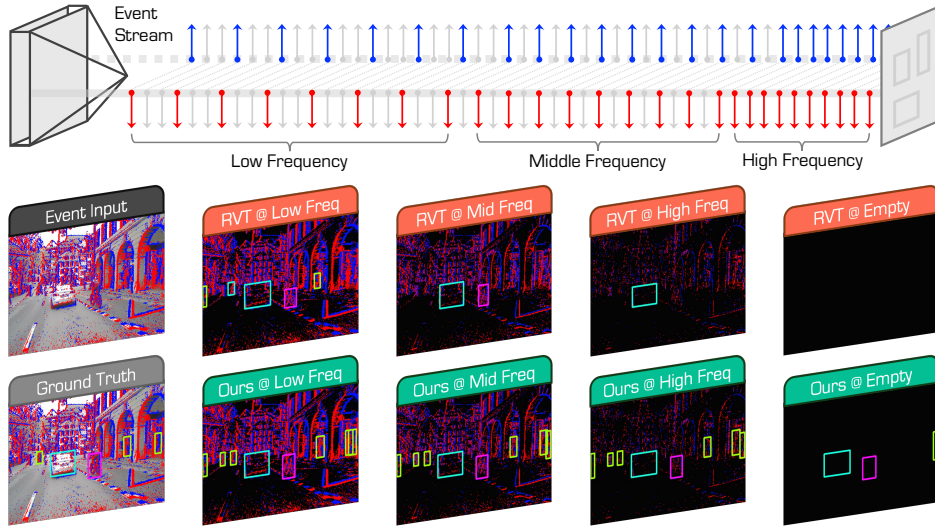 Event
Stream
Low Frequency
Middle Frequency
High Frequency
Event Input
RVT @ Low Freq
RVT @ Mid Freq
RVT @ High Freq
RVT @ Empty
Ground Truth
Ours @ Low Freq
Ours @ Mid Freq
Ours @ High Freq
Ours @ Empty